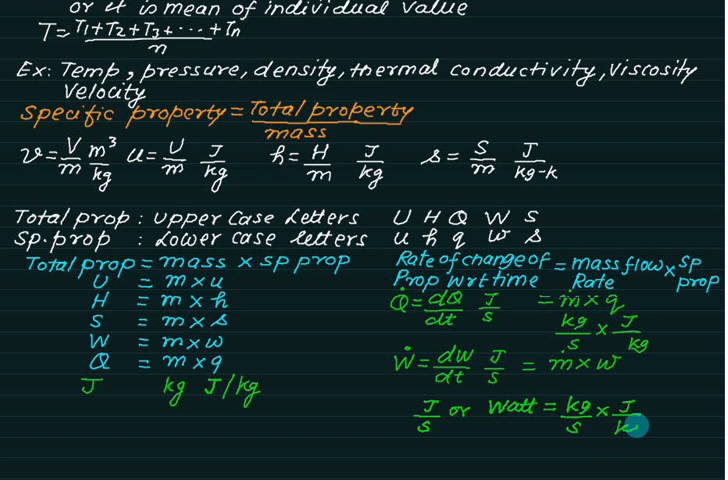 or it is mean of individual value
T = T1+T2+T3+...+Tn / n
Ex: Temp, pressure, density, thermal conductivity, Viscosity
Velocity
Specific property = Total property / mass
v = V/m m³/kg u = U/m J/kg h = H/m J/kg s = S/m J/kg-k
Total prop : Upper Case Letters U H Q W S
Sp. prop : Lower case letters u h q w s
Total prop = mass × sp prop
U = m × u
H = m × h
S = m × s
W = m × w
Q = m × q
J kg J/kg
Rate of change of = mass flow × sp
Prop wrt time Rate prop
Q̇ = dQ/dt J/s = ṁ × q
kg/s × J/kg
Ẇ = dW/dt J/s = ṁ × w
J/s or Watt = kg/s × J/k